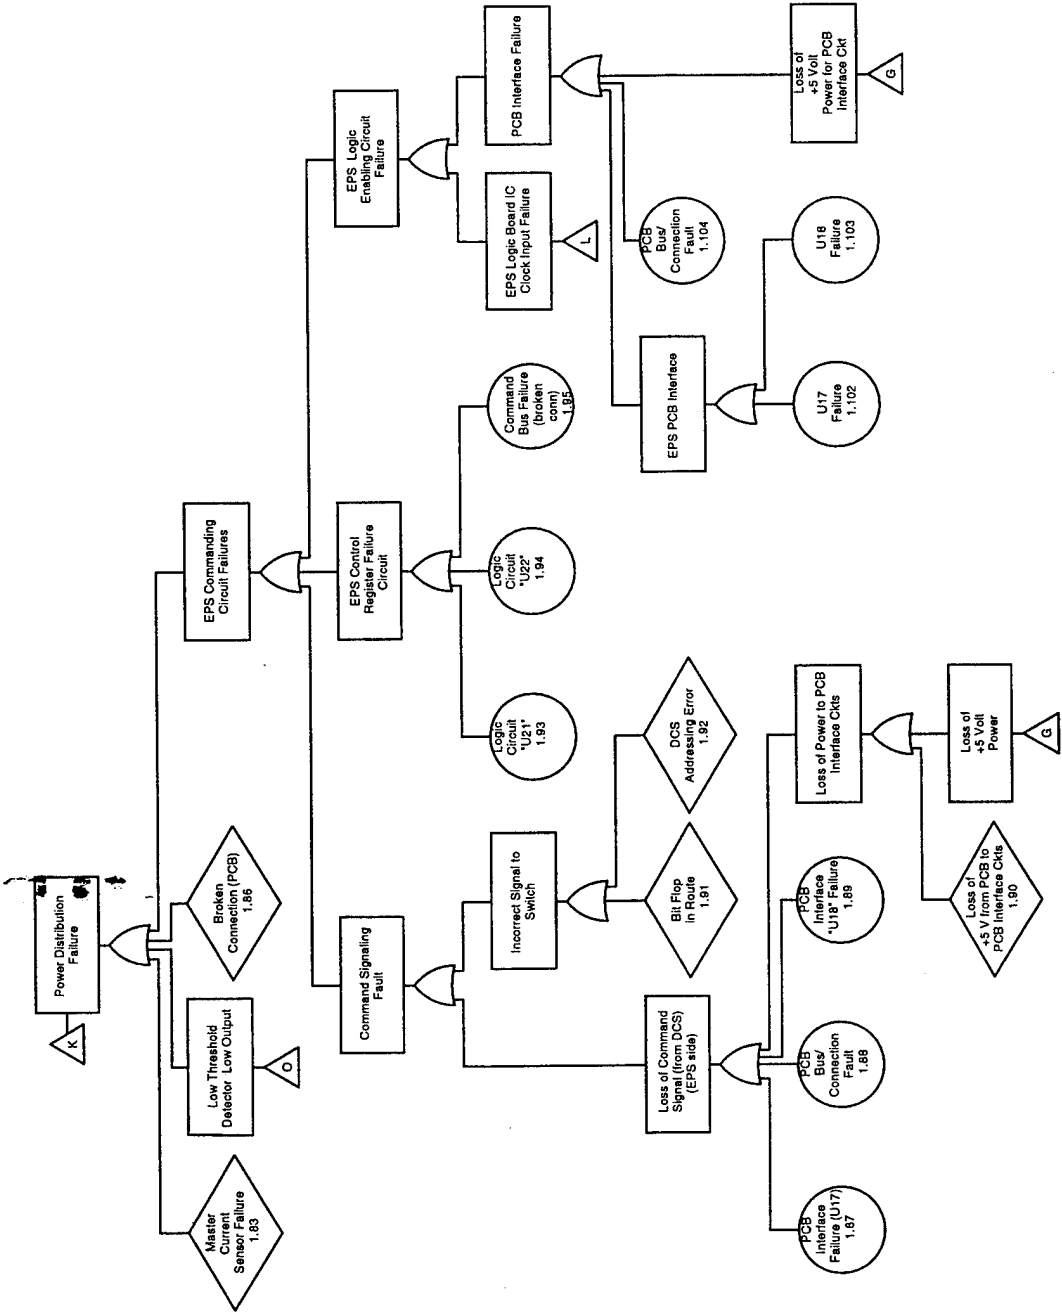 Power Distribution
Failure
K
Master
Current
Sensor Failure
1.83
Low Threshold
Detector Low Output
O
Broken
Connection (PCB)
1.86
EPS Commanding
Circuit Failures
Command Signaling
Fault
EPS Control
Register Failure
Circuit
EPS Logic
Enabling Circuit
Failure
Incorrect Signal to
Switch
Logic
Circuit
"U21"
1.93
Logic
Circuit
"U22"
1.94
Command
Bus Failure
(broken
conn)
1.95
EPS Logic Board IC
Clock Input Failure
L
PCB Interface Failure
Loss of Command
Signal (from DCS)
(EPS side)
Bit Flop
in Route
1.91
DCS
Addressing Error
1.92
EPS PCB Interface
PCB
Bus/
Connection
Fault
1.104
PCB
Interface
Failure (U17)
1.87
PCB
Bus/
Connection
Fault
1.88
PCB
Interface
"U18" Failure
1.89
Loss of Power to PCB
Interface Ckts
U17
Failure
1.102
U18
Failure
1.103
Loss of
+5 Volt
Power for PCB
Interface Ckt
G
Loss of
+5 V from PCB to
PCB Interface Ckts
1.90
Loss of
+5 Volt
Power
G